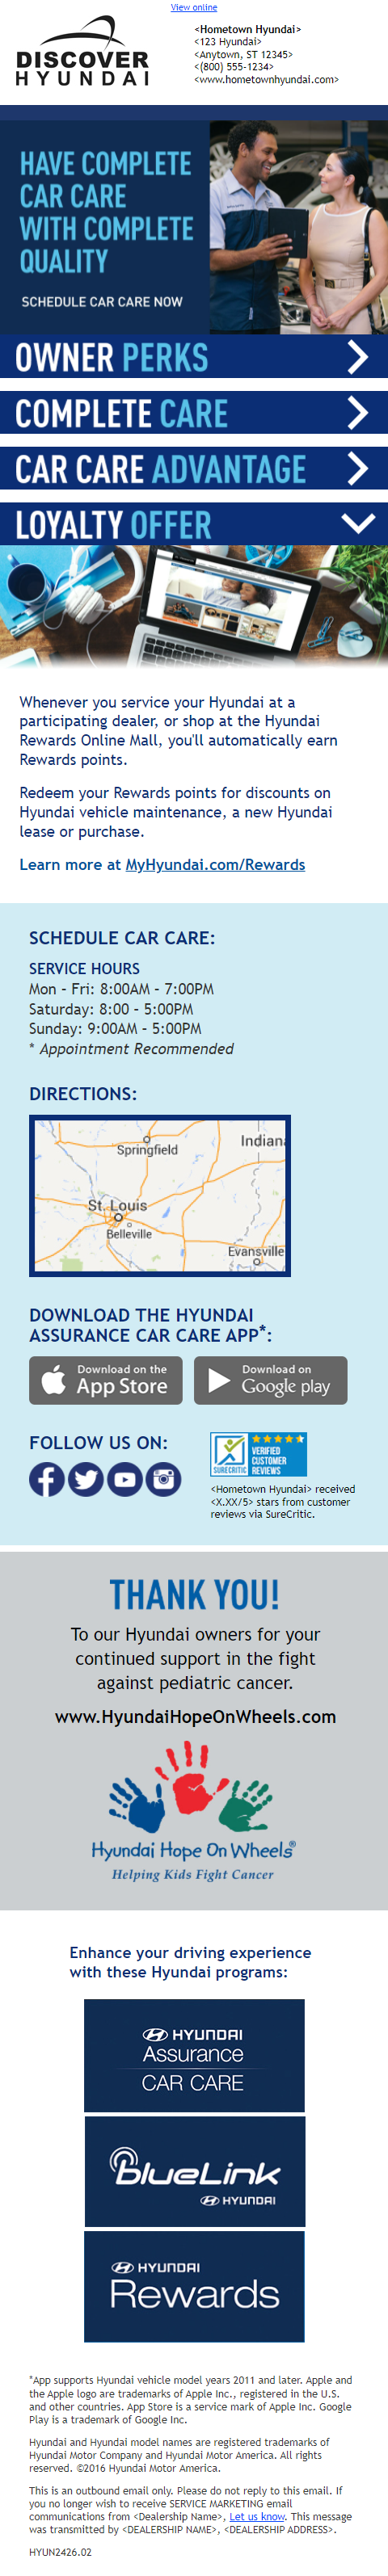 View online
DISCOVER
HYUNDAI
<Hometown Hyundai>
<123 Hyundai>
<Anytown, ST 12345>
<(800) 555-1234>
<www.hometownhyundai.com>
HAVE COMPLETE
CAR CARE
WITH COMPLETE
QUALITY
SCHEDULE CAR CARE NOW
OWNER PERKS
COMPLETE CARE
CAR CARE ADVANTAGE
LOYALTY OFFER
Whenever you service your Hyundai at a
participating dealer, or shop at the Hyundai
Rewards Online Mall, you'll automatically earn
Rewards points.
Redeem your Rewards points for discounts on
Hyundai vehicle maintenance, a new Hyundai
lease or purchase.
Learn more at MyHyundai.com/Rewards
SCHEDULE CAR CARE:
SERVICE HOURS
Mon - Fri: 8:00AM - 7:00PM
Saturday: 8:00 - 5:00PM
Sunday: 9:00AM - 5:00PM
* Appointment Recommended
DIRECTIONS:
Springfield
Indiana
St. Louis
Belleville
Evansville
DOWNLOAD THE HYUNDAI
ASSURANCE CAR CARE APP*:
Download on the
App Store
Download on
Google play
FOLLOW US ON:
SURECRITIC
VERIFIED
CUSTOMER
REVIEWS
<Hometown Hyundai> received
<X.XX/5> stars from customer
reviews via SureCritic.
THANK YOU!
To our Hyundai owners for your
continued support in the fight
against pediatric cancer.
www.HyundaiHopeOnWheels.com
Hyundai Hope On Wheels®
Helping Kids Fight Cancer
Enhance your driving experience
with these Hyundai programs:
HYUNDAI
Assurance
CAR CARE
blueLink
HYUNDAI
HYUNDAI
Rewards
*App supports Hyundai vehicle model years 2011 and later. Apple and
the Apple logo are trademarks of Apple Inc., registered in the U.S.
and other countries. App Store is a service mark of Apple Inc. Google
Play is a trademark of Google Inc.
Hyundai and Hyundai model names are registered trademarks of
Hyundai Motor Company and Hyundai Motor America. All rights
reserved. ©2016 Hyundai Motor America.
This is an outbound email only. Please do not reply to this email. If
you no longer wish to receive SERVICE MARKETING email
communications from <Dealership Name>, Let us know. This message
was transmitted by <DEALERSHIP NAME>, <DEALERSHIP ADDRESS>.
HYUN2426.02